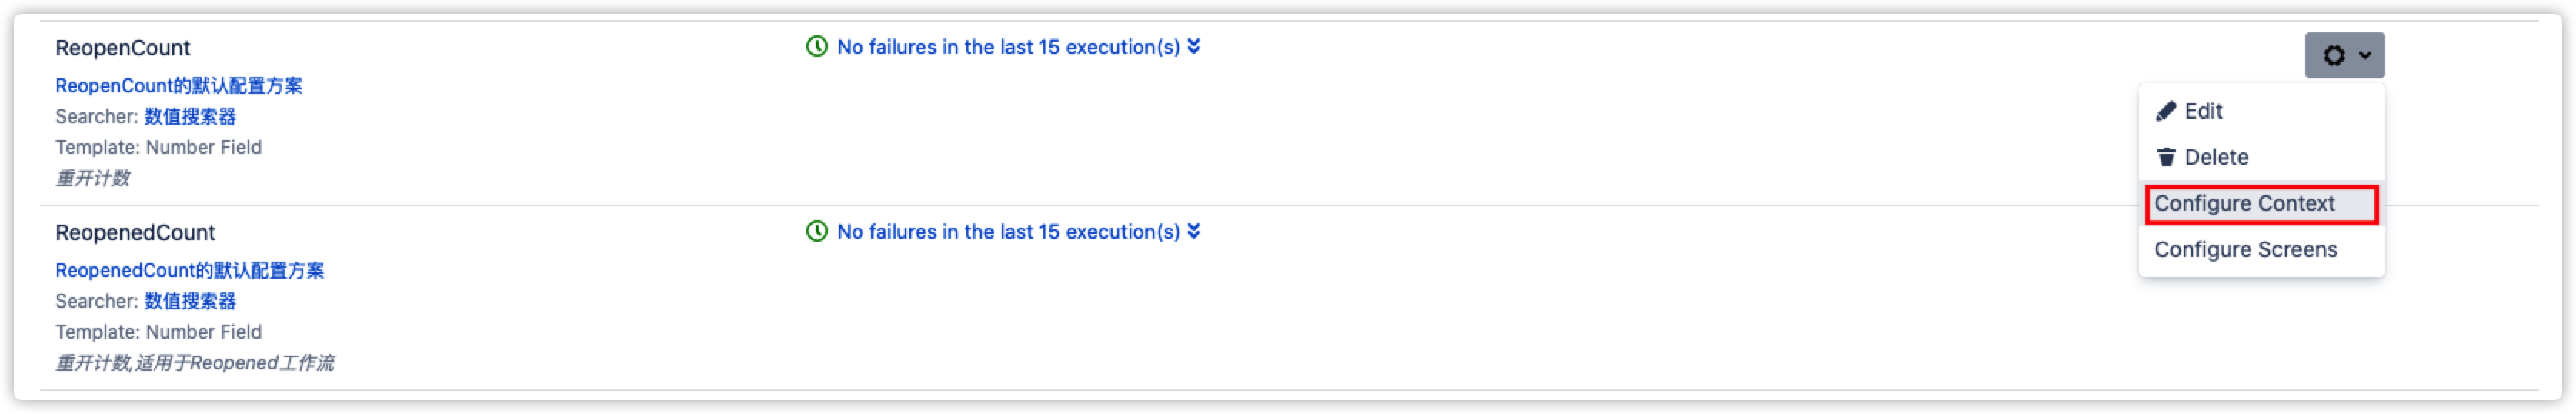 ReopenCount
No failures in the last 15 execution(s)
ReopenCount的默认配置方案
Searcher: 数值搜索器
Template: Number Field
重开计数
Edit
Delete
Configure Context
Configure Screens
ReopenedCount
No failures in the last 15 execution(s)
ReopenedCount的默认配置方案
Searcher: 数值搜索器
Template: Number Field
重开计数,适用于Reopened工作流